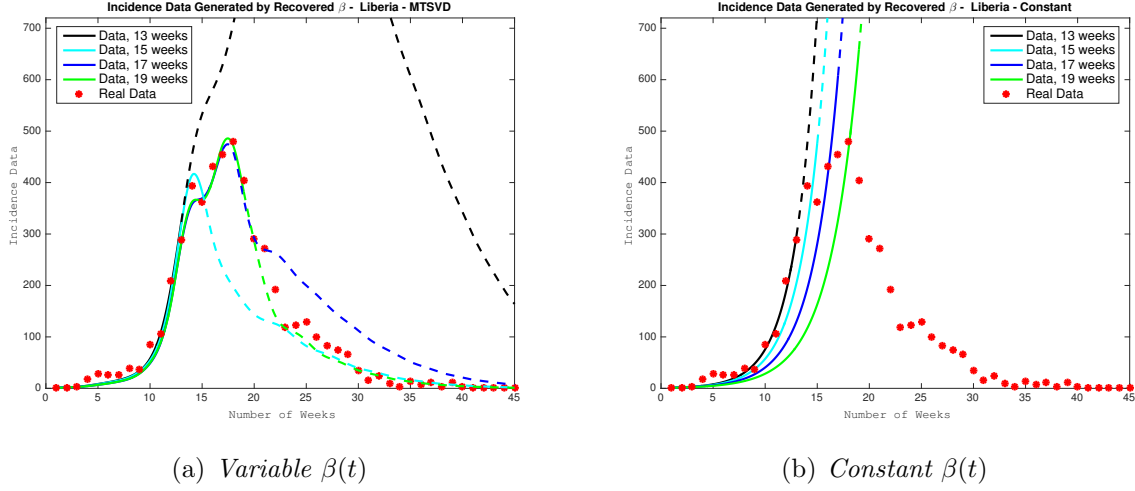 Incidence Data Generated by Recovered β - Liberia - MTSVD
700
600
500
400
300
200
100
0
Incidence Data
Data, 13 weeks
Data, 15 weeks
Data, 17 weeks
Data, 19 weeks
Real Data
0 5 10 15 20 25 30 35 40 45
Number of Weeks
(a) Variable β(t)
Incidence Data Generated by Recovered β - Liberia - Constant
700
600
500
400
300
200
100
0
Incidence Data
Data, 13 weeks
Data, 15 weeks
Data, 17 weeks
Data, 19 weeks
Real Data
0 5 10 15 20 25 30 35 40 45
Number of Weeks
(b) Constant β(t)